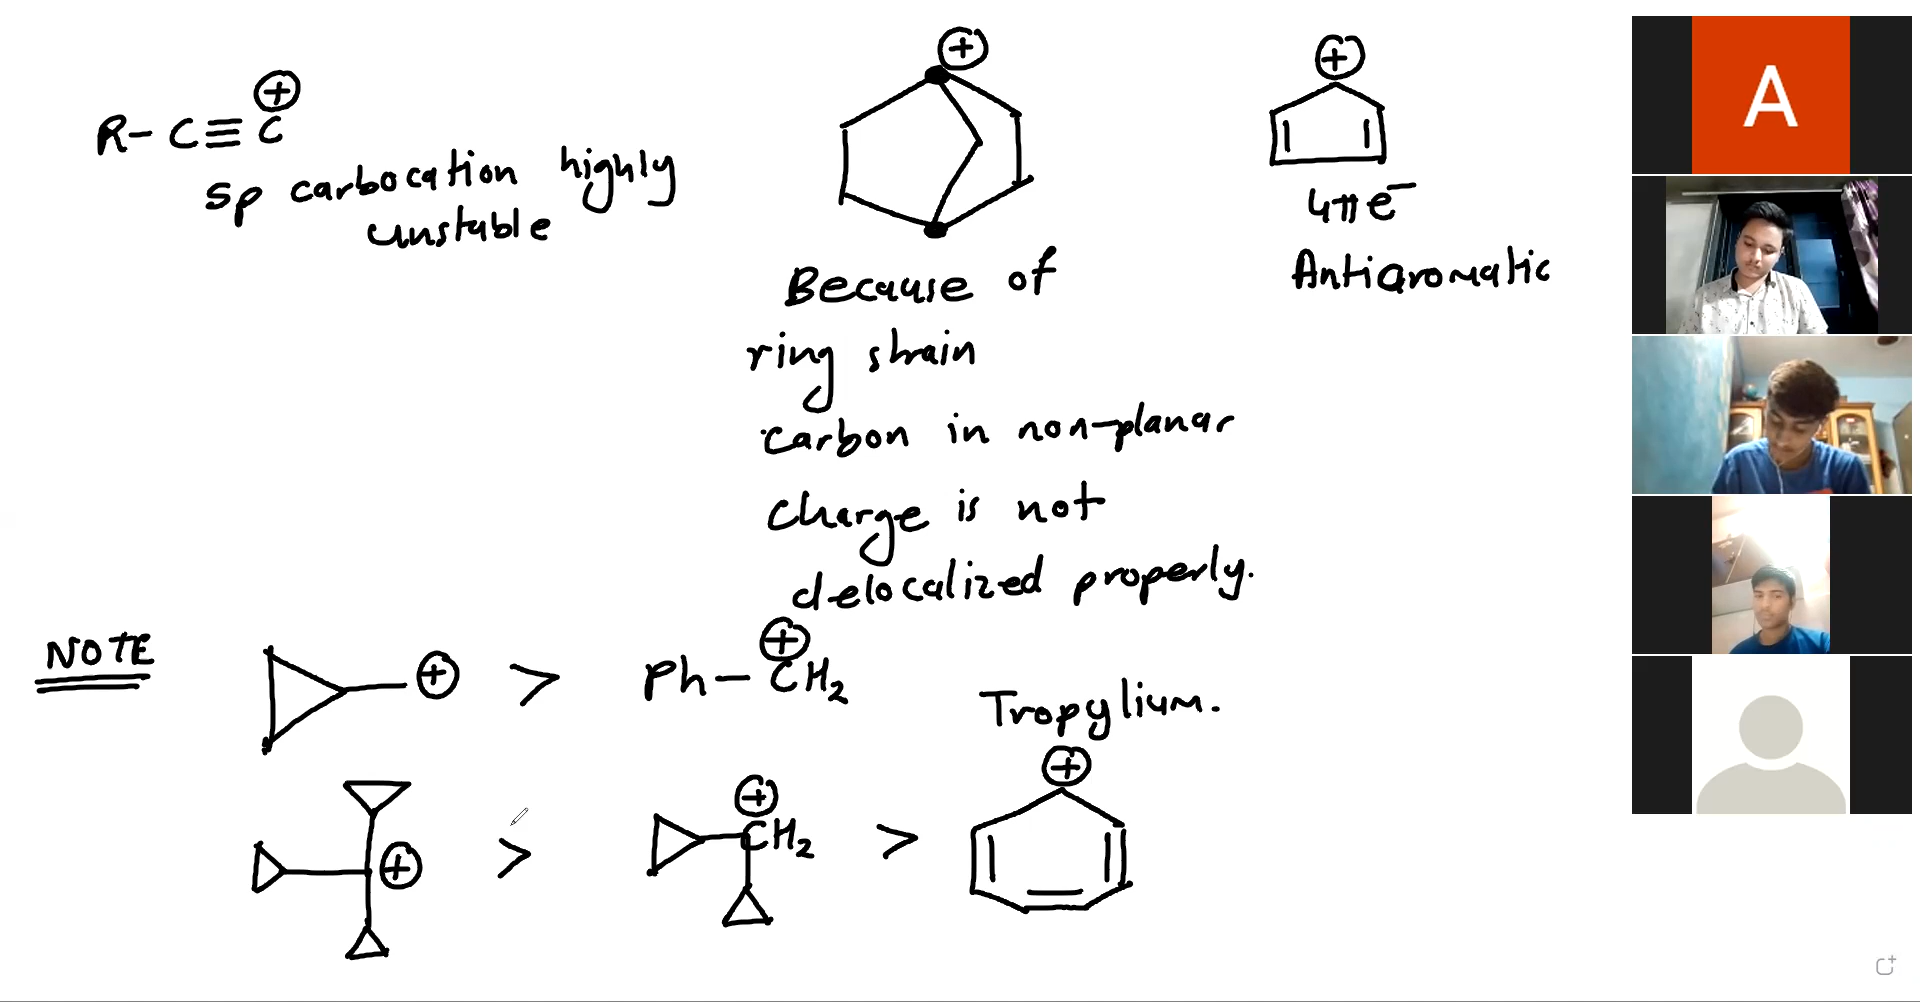 R–C≡C⊕
sp carbocation highly
unstable
⊕
Because of
ring strain
carbon in non-planar
charge is not
delocalized properly.
⊕
4πe⁻
Antiaromatic
NOTE
⊕ > Ph–CH₂
⊕
Tropylium.
⊕ > ⊕
CH₂ > ⊕
A